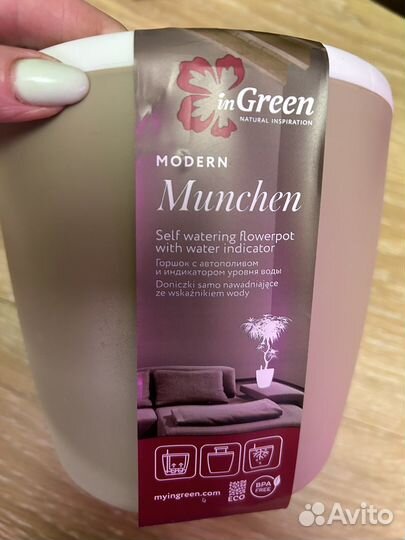 inGreen
NATURAL INSPIRATION
MODERN
Munchen
Self watering flowerpot
with water indicator
Горшок с автополивом
и индикатором уровня воды
Doniczki samo nawadniające
ze wskaźnikiem wody
myingreen.com
ECO
BPA
FREE
Avito